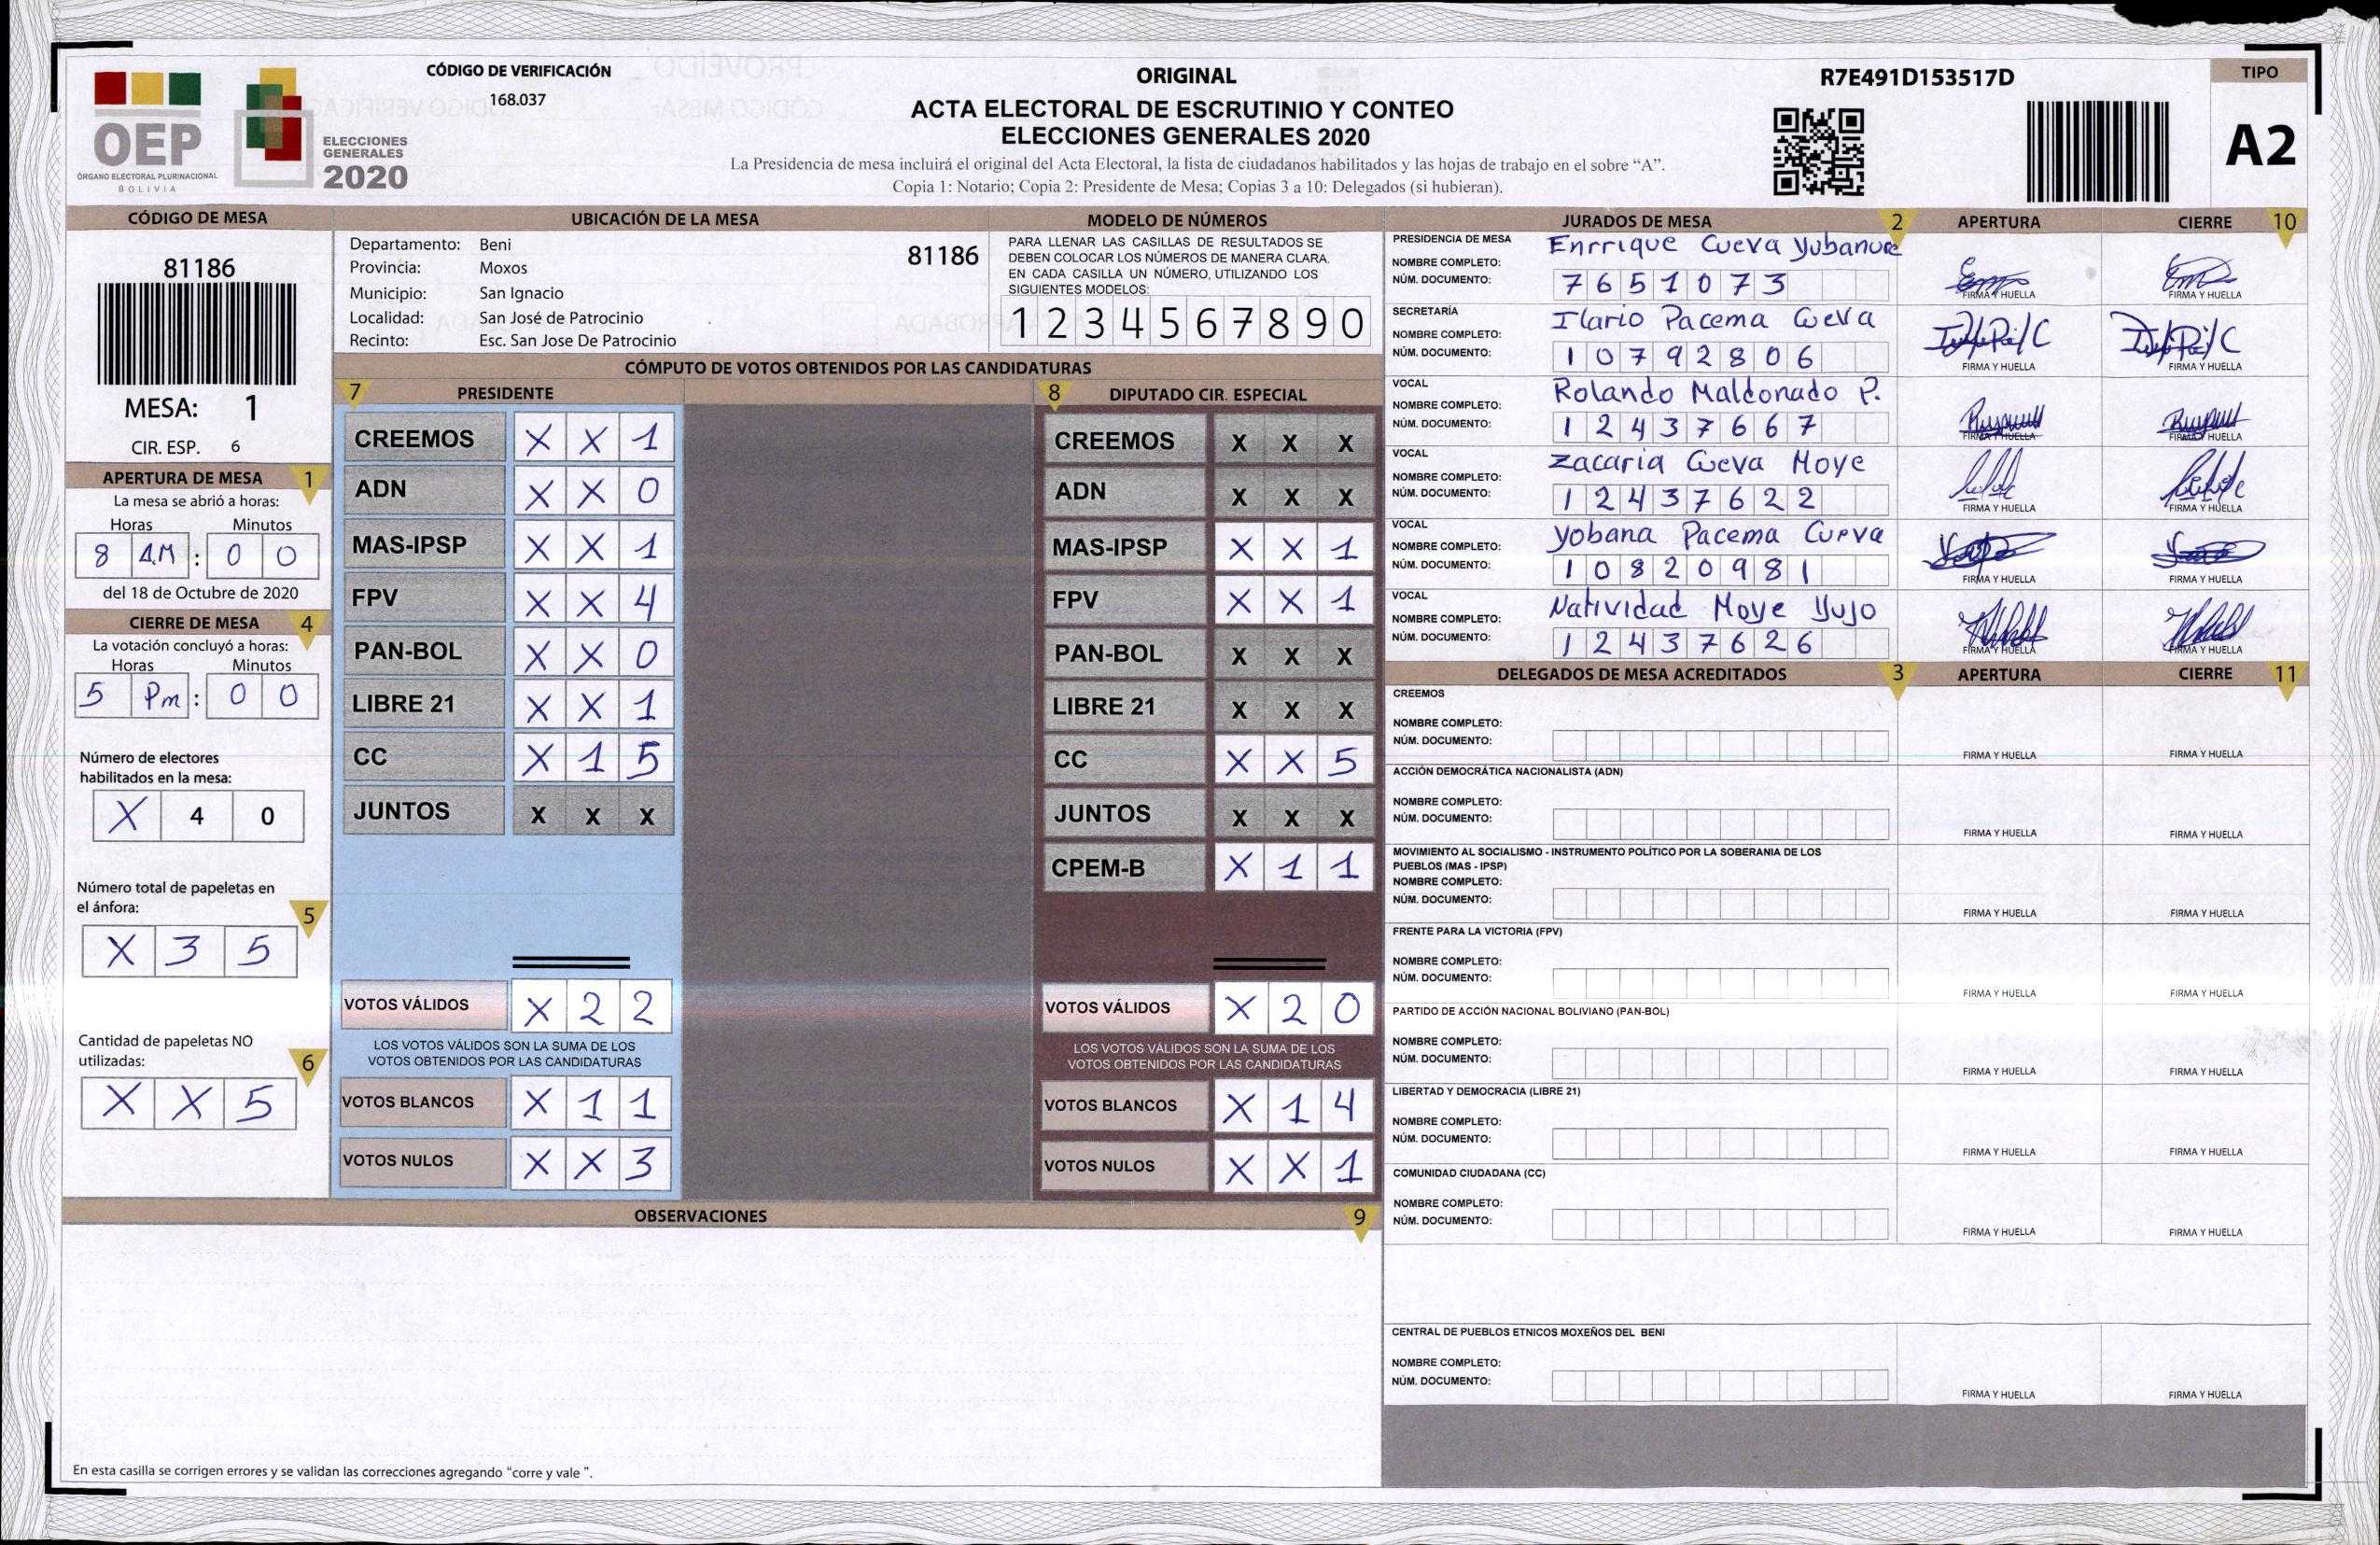 CÓDIGO DE VERIFICACIÓN
168.037
OEP
ÓRGANO ELECTORAL PLURINACIONAL
BOLIVIA
ELECCIONES
GENERALES
2020
ORIGINAL
ACTA ELECTORAL DE ESCRUTINIO Y CONTEO
ELECCIONES GENERALES 2020
La Presidencia de mesa incluirá el original del Acta Electoral, la lista de ciudadanos habilitados y las hojas de trabajo en el sobre “A”.
Copia 1: Notario; Copia 2: Presidente de Mesa; Copias 3 a 10: Delegados (si hubieran).
R7E491D153517D
TIPO
A2
CÓDIGO DE MESA
81186
MESA: 1
CIR. ESP. 6
APERTURA DE MESA 1
La mesa se abrió a horas:
Horas Minutos
8 AM : 0 0
del 18 de Octubre de 2020
CIERRE DE MESA 4
La votación concluyó a horas:
Horas Minutos
5 Pm : 0 0
Número de electores
habilitados en la mesa:
X 4 0
Número total de papeletas en
el ánfora:
5
X 3 5
Cantidad de papeletas NO
utilizadas:
6
X X 5
UBICACIÓN DE LA MESA
Departamento: Beni
81186
Provincia: Moxos
Municipio: San Ignacio
Localidad: San José de Patrocinio
Recinto: Esc. San Jose De Patrocinio
MODELO DE NÚMEROS
PARA LLENAR LAS CASILLAS DE RESULTADOS SE
DEBEN COLOCAR LOS NÚMEROS DE MANERA CLARA.
EN CADA CASILLA UN NÚMERO, UTILIZANDO LOS
SIGUIENTES MODELOS:
1 2 3 4 5 6 7 8 9 0
CÓMPUTO DE VOTOS OBTENIDOS POR LAS CANDIDATURAS
7 PRESIDENTE
CREEMOS X X 1
ADN X X 0
MAS-IPSP X X 1
FPV X X 4
PAN-BOL X X 0
LIBRE 21 X X 1
CC X 1 5
JUNTOS X X X
VOTOS VÁLIDOS X 2 2
LOS VOTOS VÁLIDOS SON LA SUMA DE LOS
VOTOS OBTENIDOS POR LAS CANDIDATURAS
VOTOS BLANCOS X 1 1
VOTOS NULOS X X 3
8 DIPUTADO CIR. ESPECIAL
CREEMOS X X X
ADN X X X
MAS-IPSP X X 1
FPV X X 1
PAN-BOL X X X
LIBRE 21 X X X
CC X X 5
JUNTOS X X X
CPEM-B X 1 1
VOTOS VÁLIDOS X 2 0
LOS VOTOS VÁLIDOS SON LA SUMA DE LOS
VOTOS OBTENIDOS POR LAS CANDIDATURAS
VOTOS BLANCOS X 1 4
VOTOS NULOS X X 1
OBSERVACIONES 9
En esta casilla se corrigen errores y se validan las correcciones agregando “corre y vale ”.
JURADOS DE MESA 2 APERTURA CIERRE 10
PRESIDENCIA DE MESA
NOMBRE COMPLETO: Enrrique Cueva Yubanure
NÚM. DOCUMENTO: 7651073
FIRMA Y HUELLA FIRMA Y HUELLA
SECRETARÍA
NOMBRE COMPLETO: Ilario Pacema Cueva
NÚM. DOCUMENTO: 10792806
FIRMA Y HUELLA FIRMA Y HUELLA
VOCAL
NOMBRE COMPLETO: Rolando Maldonado P.
NÚM. DOCUMENTO: 12437667
FIRMA Y HUELLA FIRMA Y HUELLA
VOCAL
NOMBRE COMPLETO: Zacaria Cueva Moye
NÚM. DOCUMENTO: 12437622
FIRMA Y HUELLA FIRMA Y HUELLA
VOCAL
NOMBRE COMPLETO: Yobana Pacema Curva
NÚM. DOCUMENTO: 10820981
FIRMA Y HUELLA FIRMA Y HUELLA
VOCAL
NOMBRE COMPLETO: Natividad Moye Yujo
NÚM. DOCUMENTO: 12437626
FIRMA Y HUELLA FIRMA Y HUELLA
DELEGADOS DE MESA ACREDITADOS 3 APERTURA CIERRE 11
CREEMOS
NOMBRE COMPLETO:
NÚM. DOCUMENTO:
FIRMA Y HUELLA FIRMA Y HUELLA
ACCIÓN DEMOCRÁTICA NACIONALISTA (ADN)
NOMBRE COMPLETO:
NÚM. DOCUMENTO:
FIRMA Y HUELLA FIRMA Y HUELLA
MOVIMIENTO AL SOCIALISMO - INSTRUMENTO POLÍTICO POR LA SOBERANIA DE LOS
PUEBLOS (MAS - IPSP)
NOMBRE COMPLETO:
NÚM. DOCUMENTO:
FIRMA Y HUELLA FIRMA Y HUELLA
FRENTE PARA LA VICTORIA (FPV)
NOMBRE COMPLETO:
NÚM. DOCUMENTO:
FIRMA Y HUELLA FIRMA Y HUELLA
PARTIDO DE ACCIÓN NACIONAL BOLIVIANO (PAN-BOL)
NOMBRE COMPLETO:
NÚM. DOCUMENTO:
FIRMA Y HUELLA FIRMA Y HUELLA
LIBERTAD Y DEMOCRACIA (LIBRE 21)
NOMBRE COMPLETO:
NÚM. DOCUMENTO:
FIRMA Y HUELLA FIRMA Y HUELLA
COMUNIDAD CIUDADANA (CC)
NOMBRE COMPLETO:
NÚM. DOCUMENTO:
FIRMA Y HUELLA FIRMA Y HUELLA
CENTRAL DE PUEBLOS ETNICOS MOXEÑOS DEL BENI
NOMBRE COMPLETO:
NÚM. DOCUMENTO:
FIRMA Y HUELLA FIRMA Y HUELLA